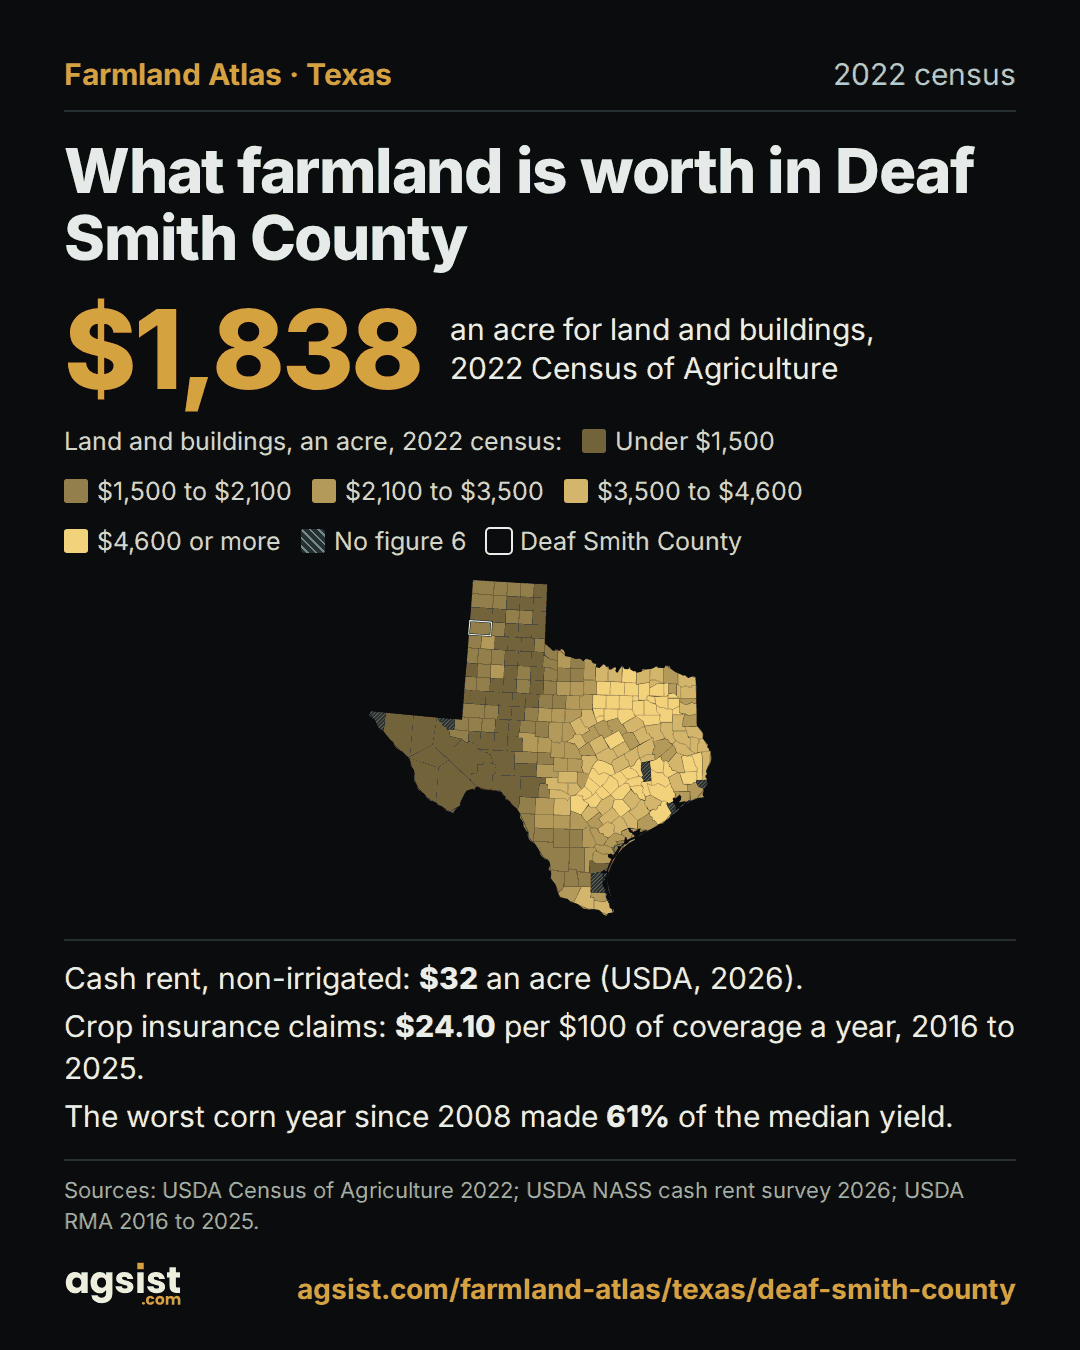 Farmland Atlas · Texas
2022 census
What farmland is worth in Deaf
Smith County
$1,838
an acre for land and buildings,
2022 Census of Agriculture
Land and buildings, an acre, 2022 census: Under $1,500
$1,500 to $2,100 $2,100 to $3,500 $3,500 to $4,600
$4,600 or more No figure 6 Deaf Smith County
Cash rent, non-irrigated: $32 an acre (USDA, 2026).
Crop insurance claims: $24.10 per $100 of coverage a year, 2016 to
2025.
The worst corn year since 2008 made 61% of the median yield.
Sources: USDA Census of Agriculture 2022; USDA NASS cash rent survey 2026; USDA
RMA 2016 to 2025.
agsist
.com
agsist.com/farmland-atlas/texas/deaf-smith-county